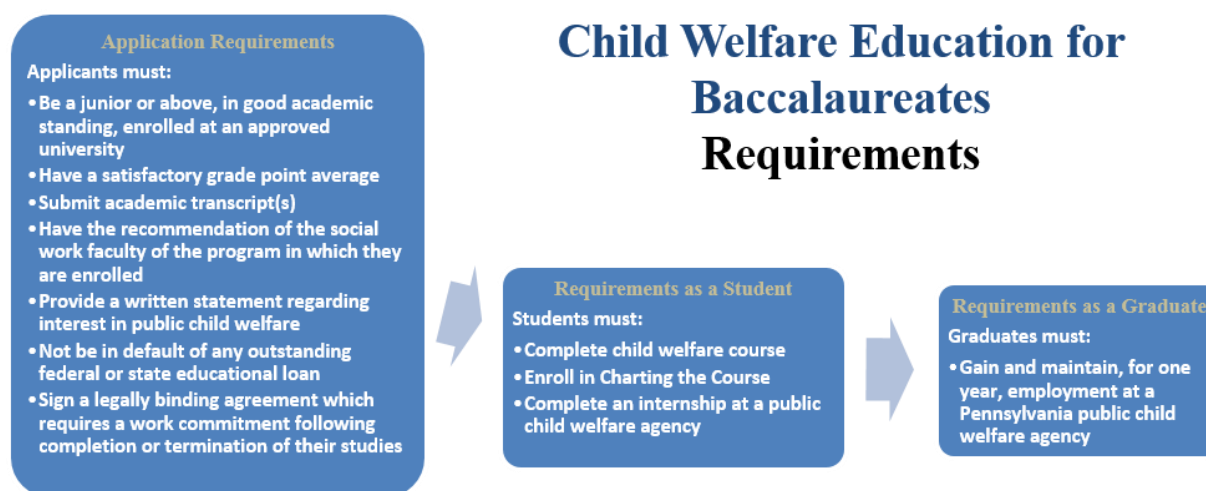 Child Welfare Education for
Baccalaureates
Requirements
Application Requirements
Applicants must:
•Be a junior or above, in good academic
standing, enrolled at an approved
university
•Have a satisfactory grade point average
•Submit academic transcript(s)
•Have the recommendation of the social
work faculty of the program in which they
are enrolled
•Provide a written statement regarding
interest in public child welfare
•Not be in default of any outstanding
federal or state educational loan
•Sign a legally binding agreement which
requires a work commitment following
completion or termination of their studies
Requirements as a Student
Students must:
•Complete child welfare course
•Enroll in Charting the Course
•Complete an internship at a public
child welfare agency
Requirements as a Graduate
Graduates must:
•Gain and maintain, for one
year, employment at a
Pennsylvania public child
welfare agency